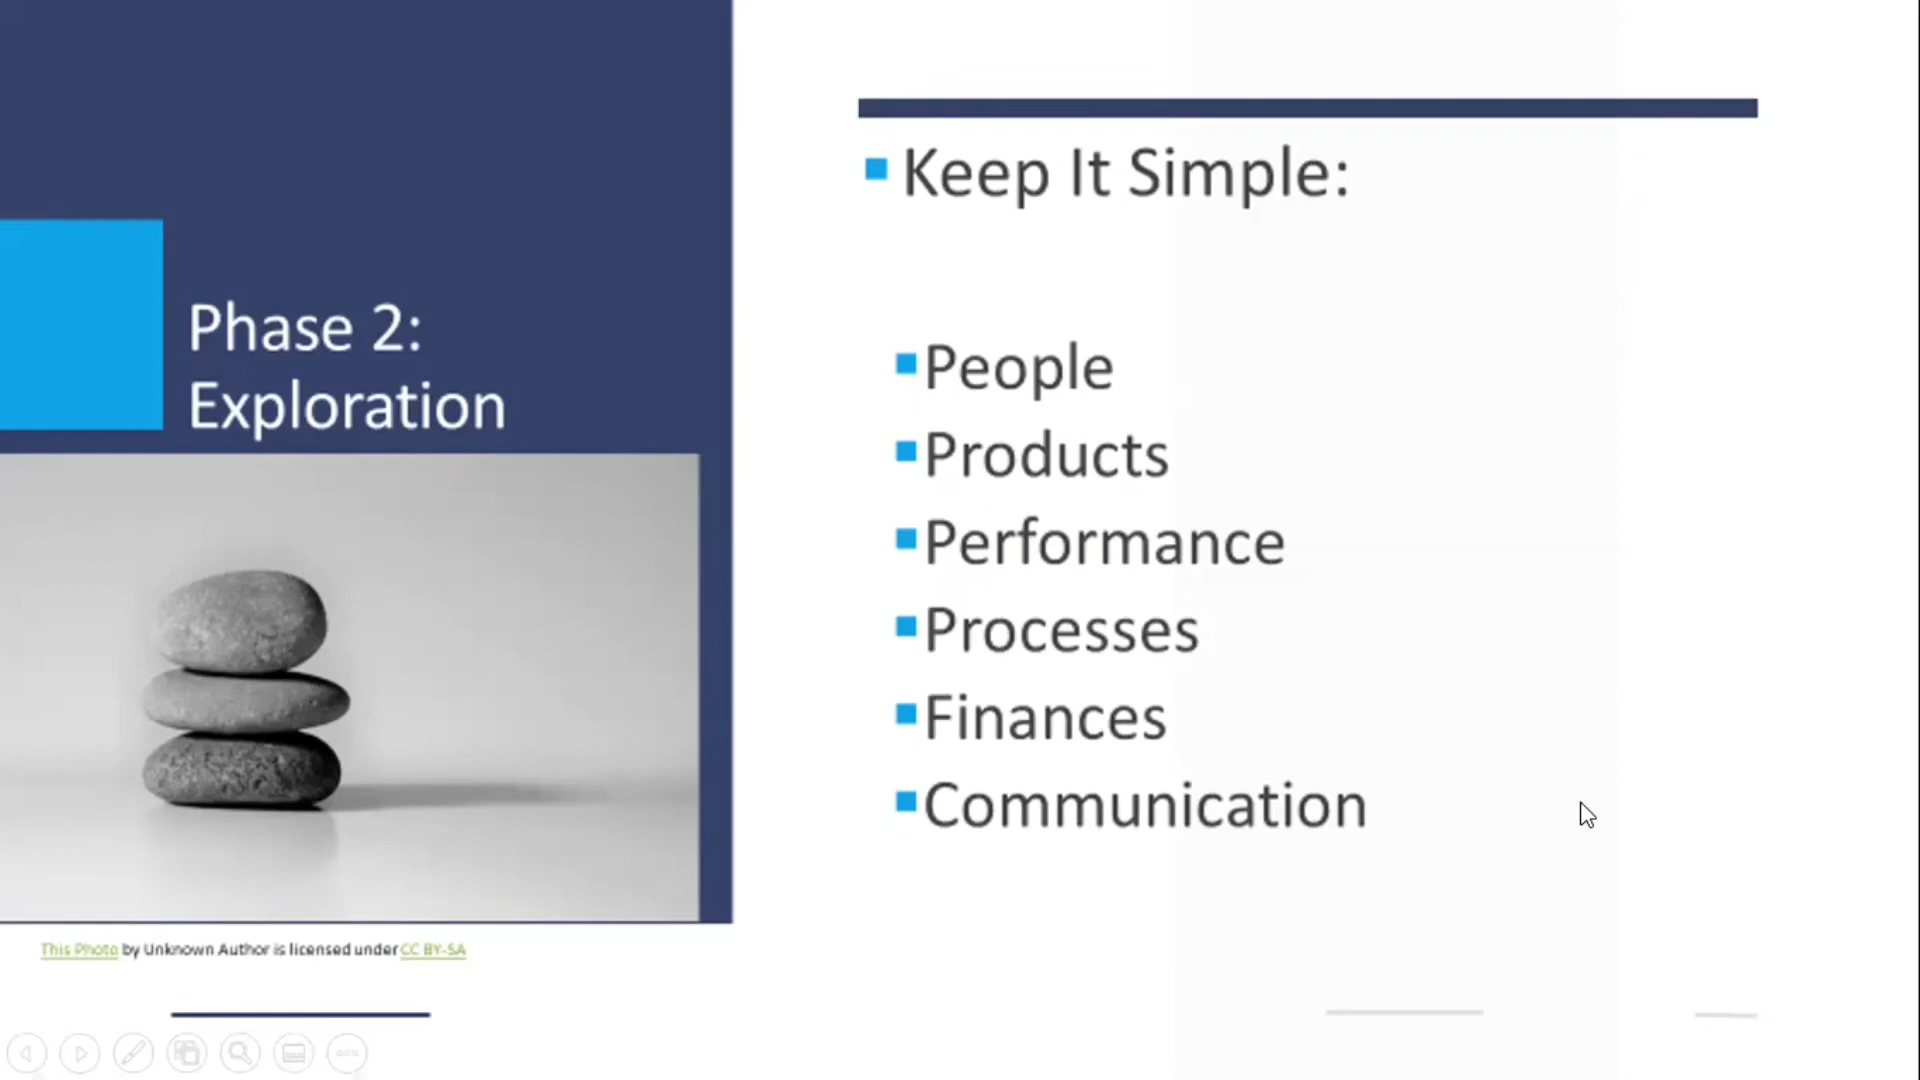 Phase 2:
Exploration
Keep It Simple:
People
Products
Performance
Processes
Finances
Communication
This Photo by Unknown Author is licensed under CC BY-SA